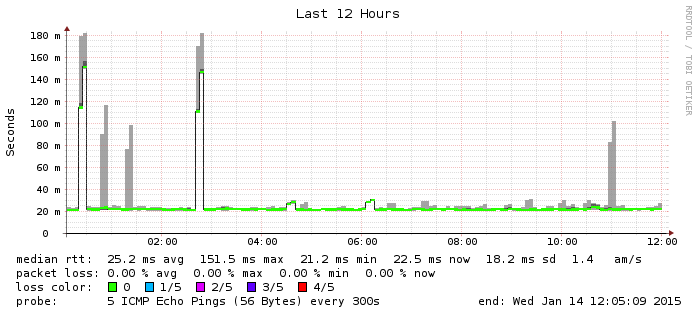 Last 12 Hours
RRDTOOL / TOBI OETIKER
Seconds
180 m
160 m
140 m
120 m
100 m
80 m
60 m
40 m
20 m
0
02:00 04:00 06:00 08:00 10:00 12:00
median rtt: 25.2 ms avg 151.5 ms max 21.2 ms min 22.5 ms now 18.2 ms sd 1.4 am/s
packet loss: 0.00 % avg 0.00 % max 0.00 % min 0.00 % now
loss color: 0 1/5 2/5 3/5 4/5
probe: 5 ICMP Echo Pings (56 Bytes) every 300s end: Wed Jan 14 12:05:09 2015